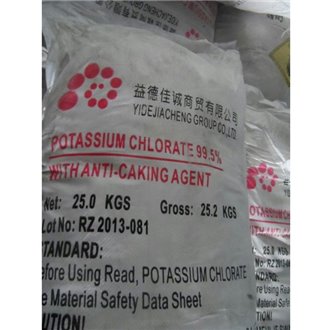 益德佳诚商贸有限公司
YIDEJIACHENG GROUP CO.,LTD.
POTASSIUM CHLORATE 99.5%
WITH ANTI-CAKING AGENT
Net: 25.0 KGS Gross: 25.2 KGS
Lot No: RZ 2013-081
STANDARD:
efore Using Read, POTASSIUM CHLORATE
e Material Safety Data Sheet
UTION!